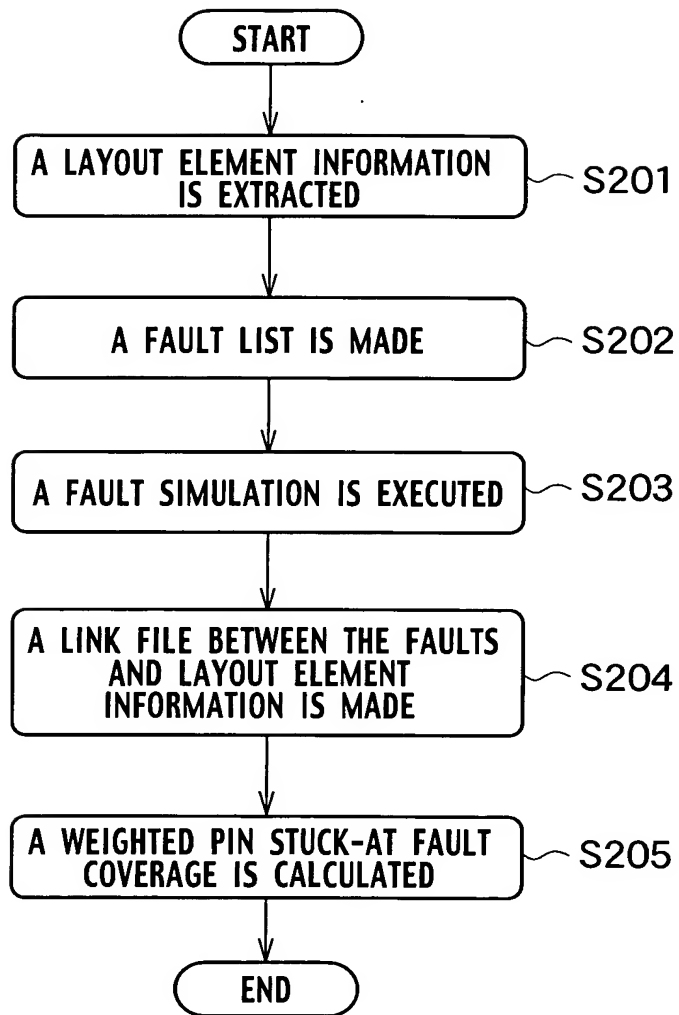 START
A LAYOUT ELEMENT INFORMATION
IS EXTRACTED
S201
A FAULT LIST IS MADE
S202
A FAULT SIMULATION IS EXECUTED
S203
A LINK FILE BETWEEN THE FAULTS
AND LAYOUT ELEMENT
INFORMATION IS MADE
S204
A WEIGHTED PIN STUCK-AT FAULT
COVERAGE IS CALCULATED
S205
END